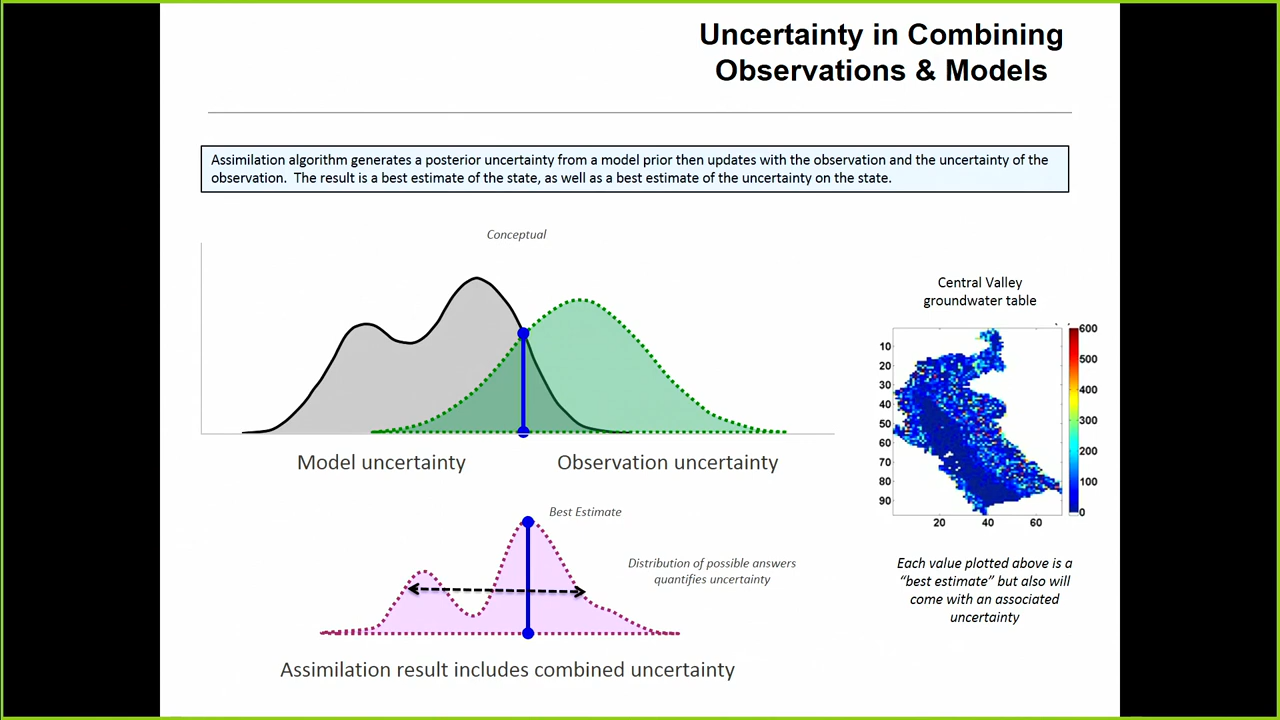 Uncertainty in Combining
Observations & Models
Assimilation algorithm generates a posterior uncertainty from a model prior then updates with the observation and the uncertainty of the
observation. The result is a best estimate of the state, as well as a best estimate of the uncertainty on the state.
Conceptual
Model uncertainty
Observation uncertainty
Best Estimate
Distribution of possible answers
quantifies uncertainty
Assimilation result includes combined uncertainty
Central Valley
groundwater table
10
20
30
40
50
60
70
80
90
20
40
60
600
500
400
300
200
100
0
Each value plotted above is a
“best estimate” but also will
come with an associated
uncertainty